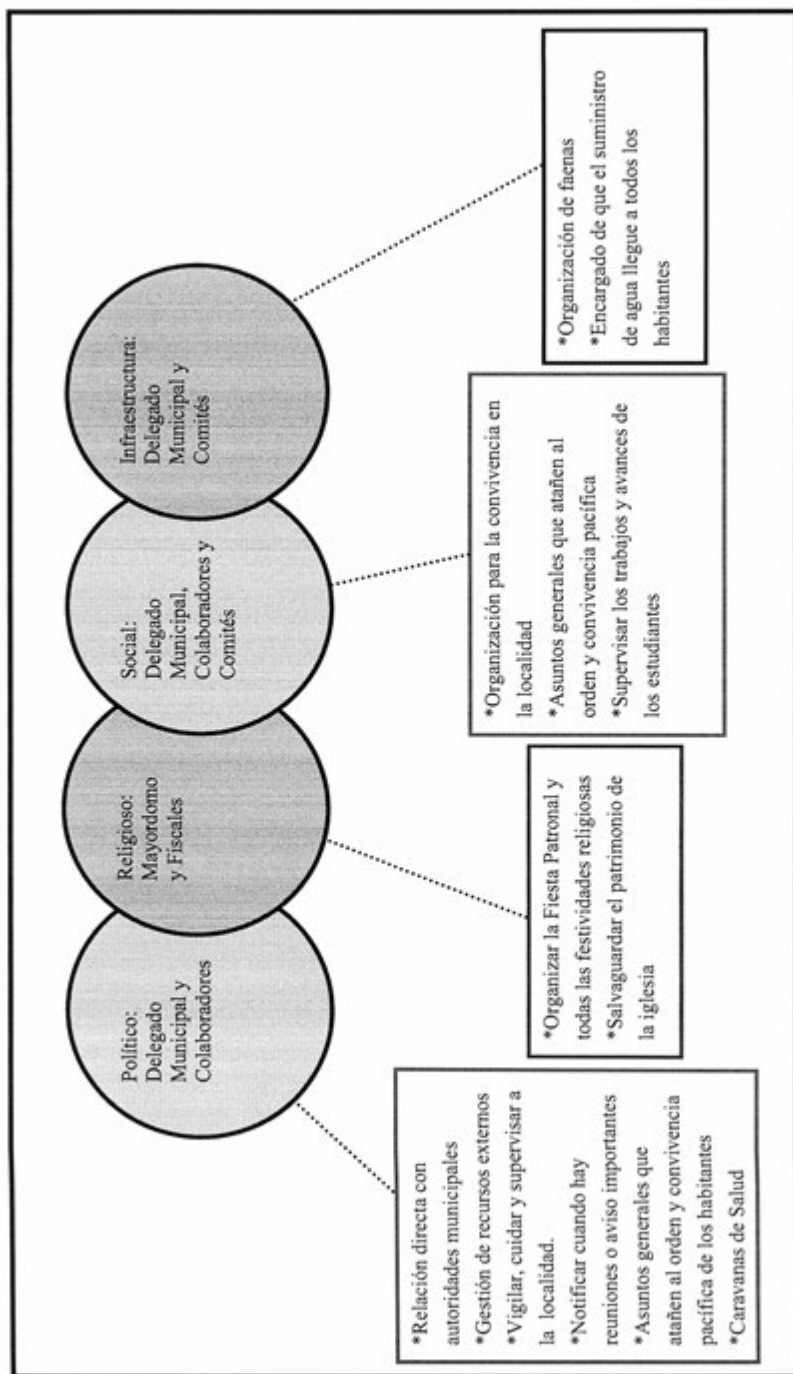 Político:
Delegado
Municipal y
Colaboradores
Religioso:
Mayordomo
y Fiscales
Social:
Delegado
Municipal,
Colaboradores y
Comités
Infraestructura:
Delegado
Municipal y
Comités
*Relación directa con
autoridades municipales
*Gestión de recursos externos
*Vigilar, cuidar y supervisar a
la localidad.
*Notificar cuando hay
reuniones o aviso importantes
*Asuntos generales que
atañen al orden y convivencia
pacífica de los habitantes
*Caravanas de Salud
*Organizar la Fiesta Patronal y
todas las festividades religiosas
*Salvaguardar el patrimonio de
la iglesia
*Organización para la convivencia en
la localidad
*Asuntos generales que atañen al
orden y convivencia pacífica
*Supervisar los trabajos y avances de
los estudiantes
*Organización de faenas
*Encargado de que el suministro
de agua llegue a todos los
habitantes